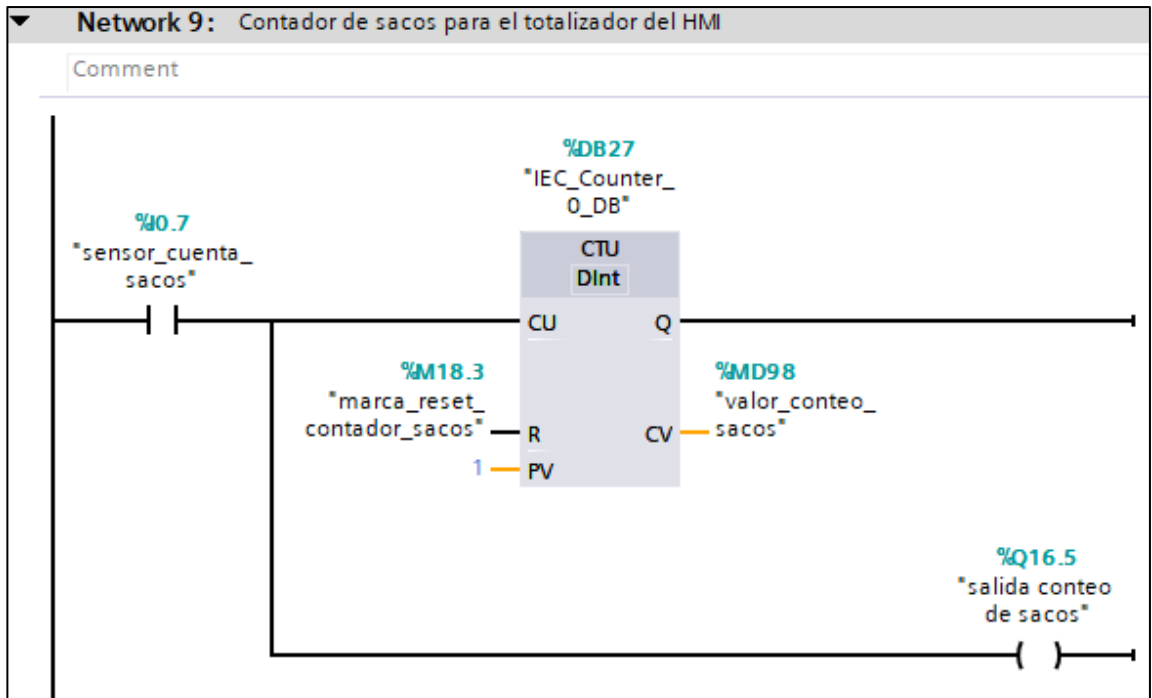 Network 9: Contador de sacos para el totalizador del HMI
Comment
%DB27
"IEC_Counter_
0_DB"
%I0.7
"sensor_cuenta_
sacos"
CTU
DInt
CU Q
%M18.3
"marca_reset_
contador_sacos"
R
%MD98
"valor_conteo_
sacos"
CV
1
PV
%Q16.5
"salida conteo
de sacos"